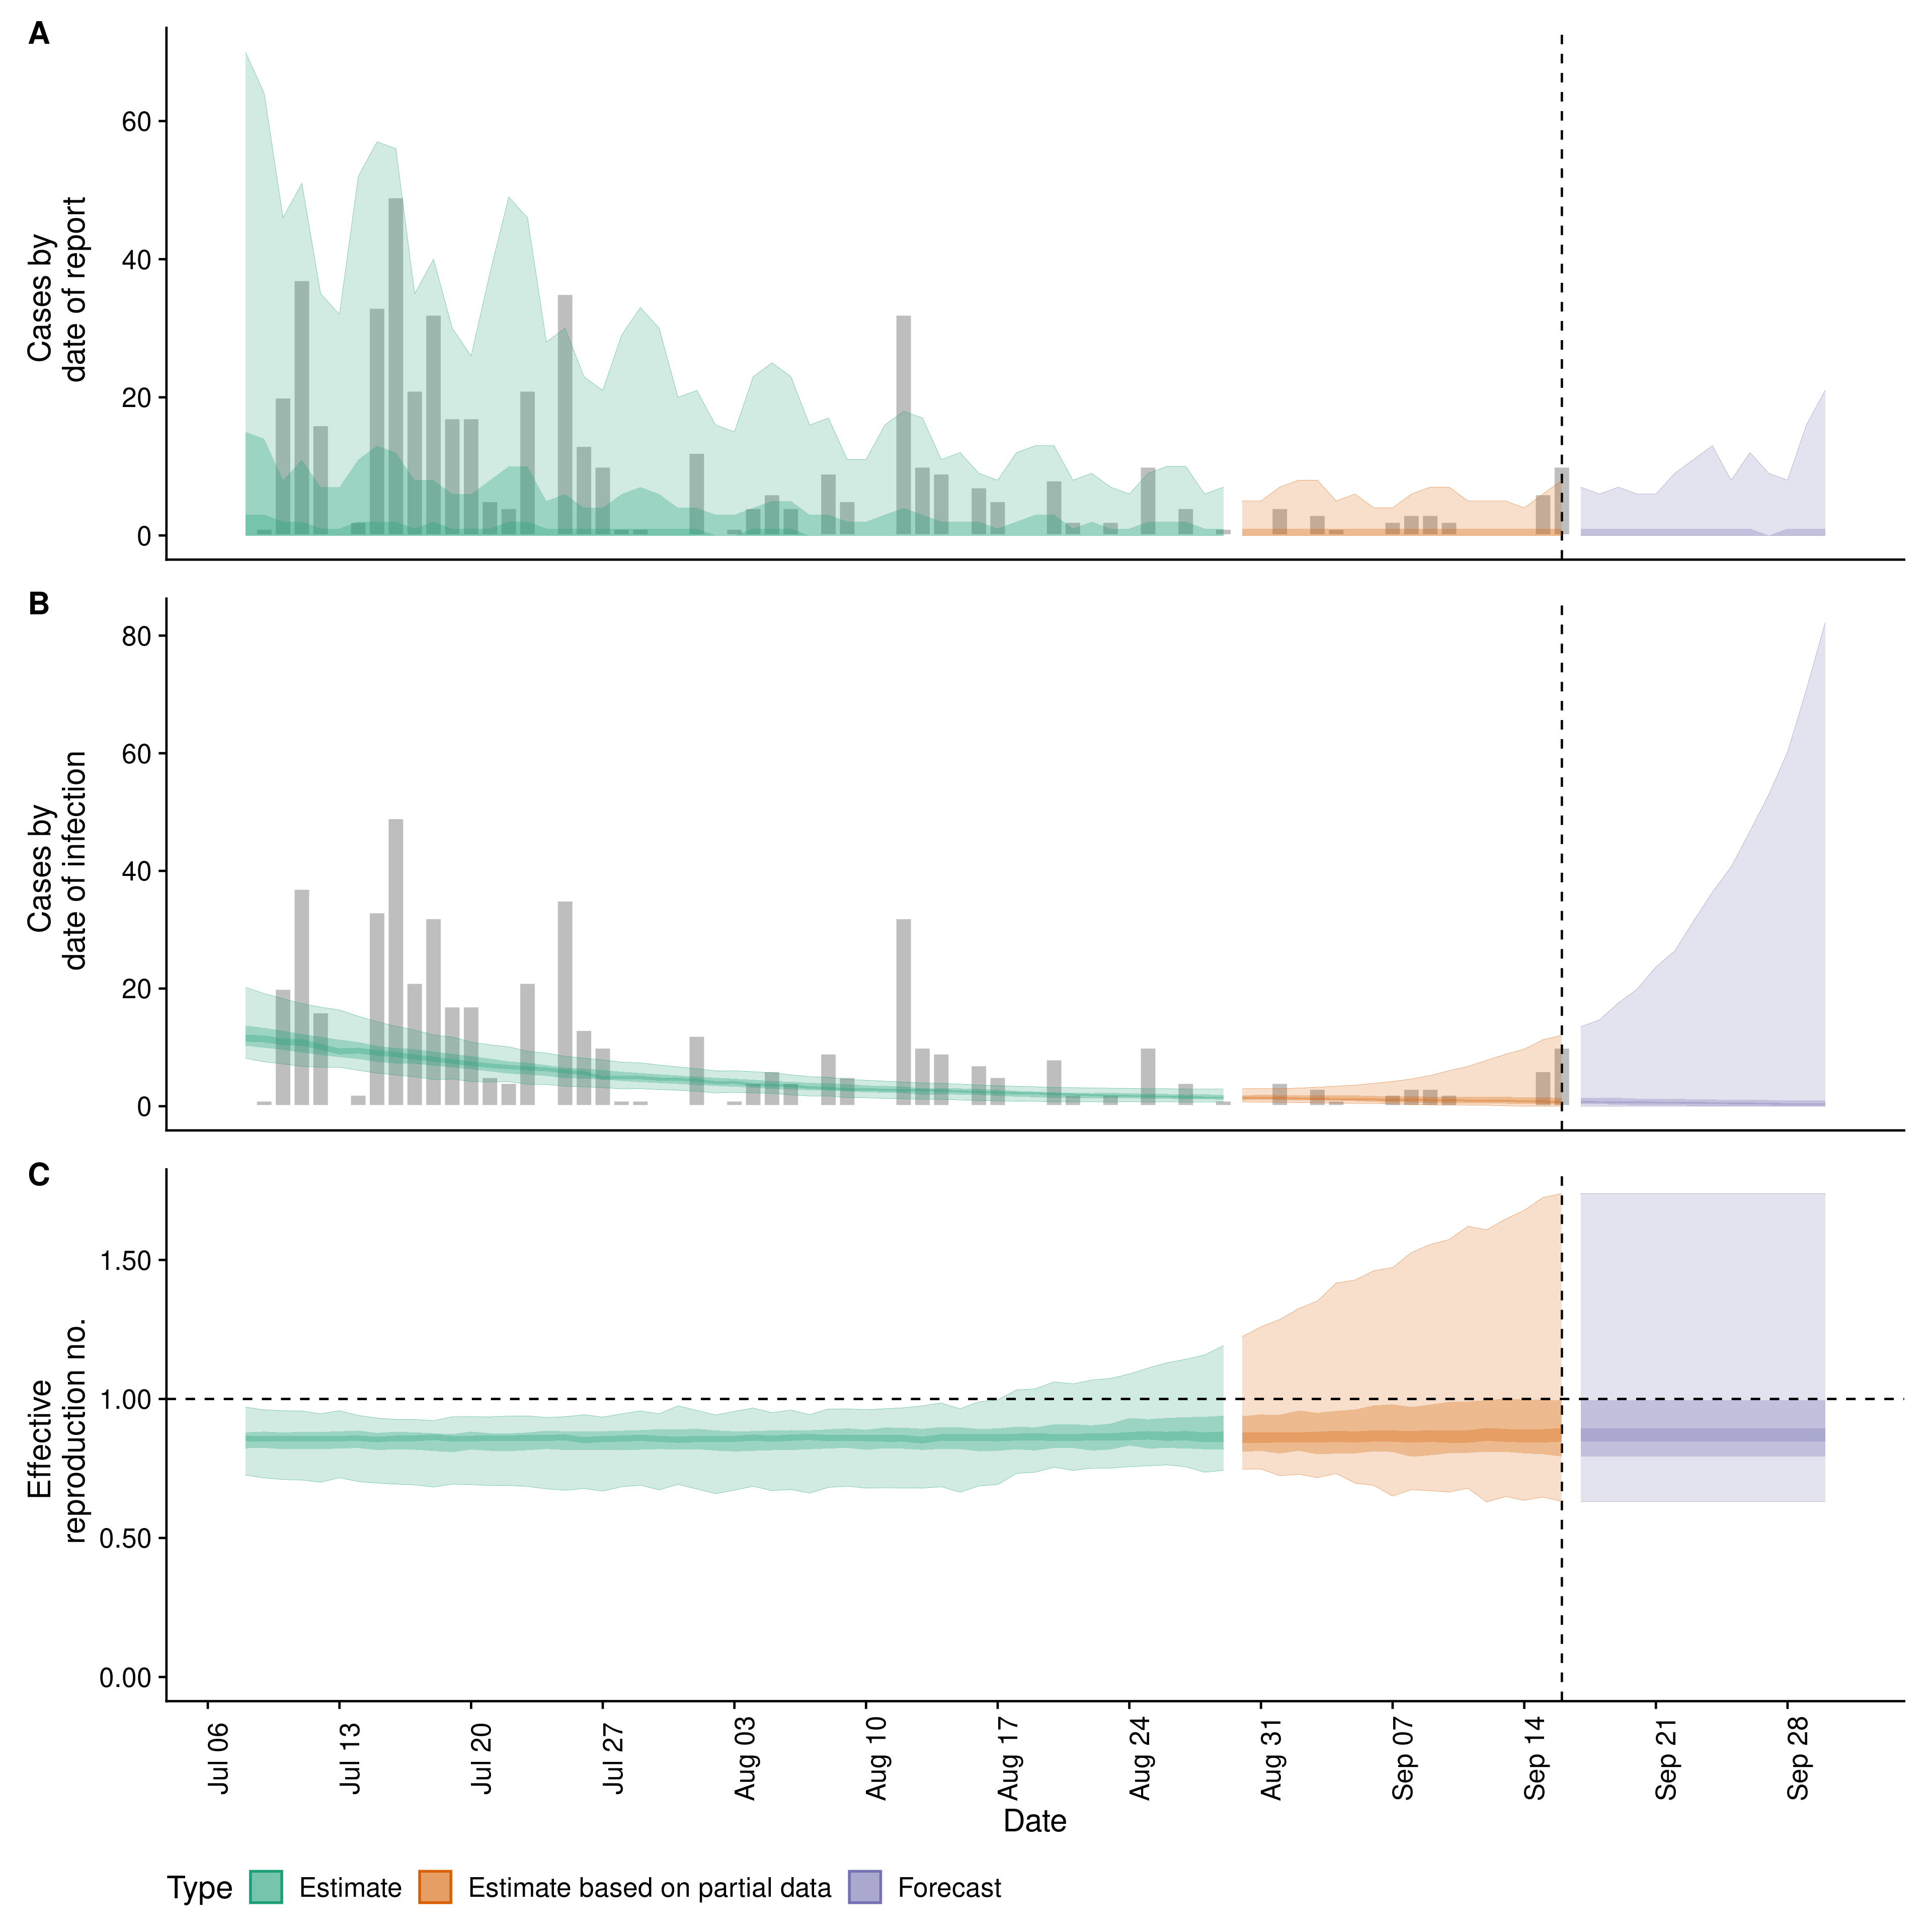 A
60
40
20
0
Cases by
date of report
B
80
60
40
20
0
Cases by
date of infection
C
1.50
1.00
0.50
0.00
Effective
reproduction no.
Jul 06
Jul 13
Jul 20
Jul 27
Aug 03
Aug 10
Aug 17
Aug 24
Aug 31
Sep 07
Sep 14
Sep 21
Sep 28
Date
Type Estimate Estimate based on partial data Forecast